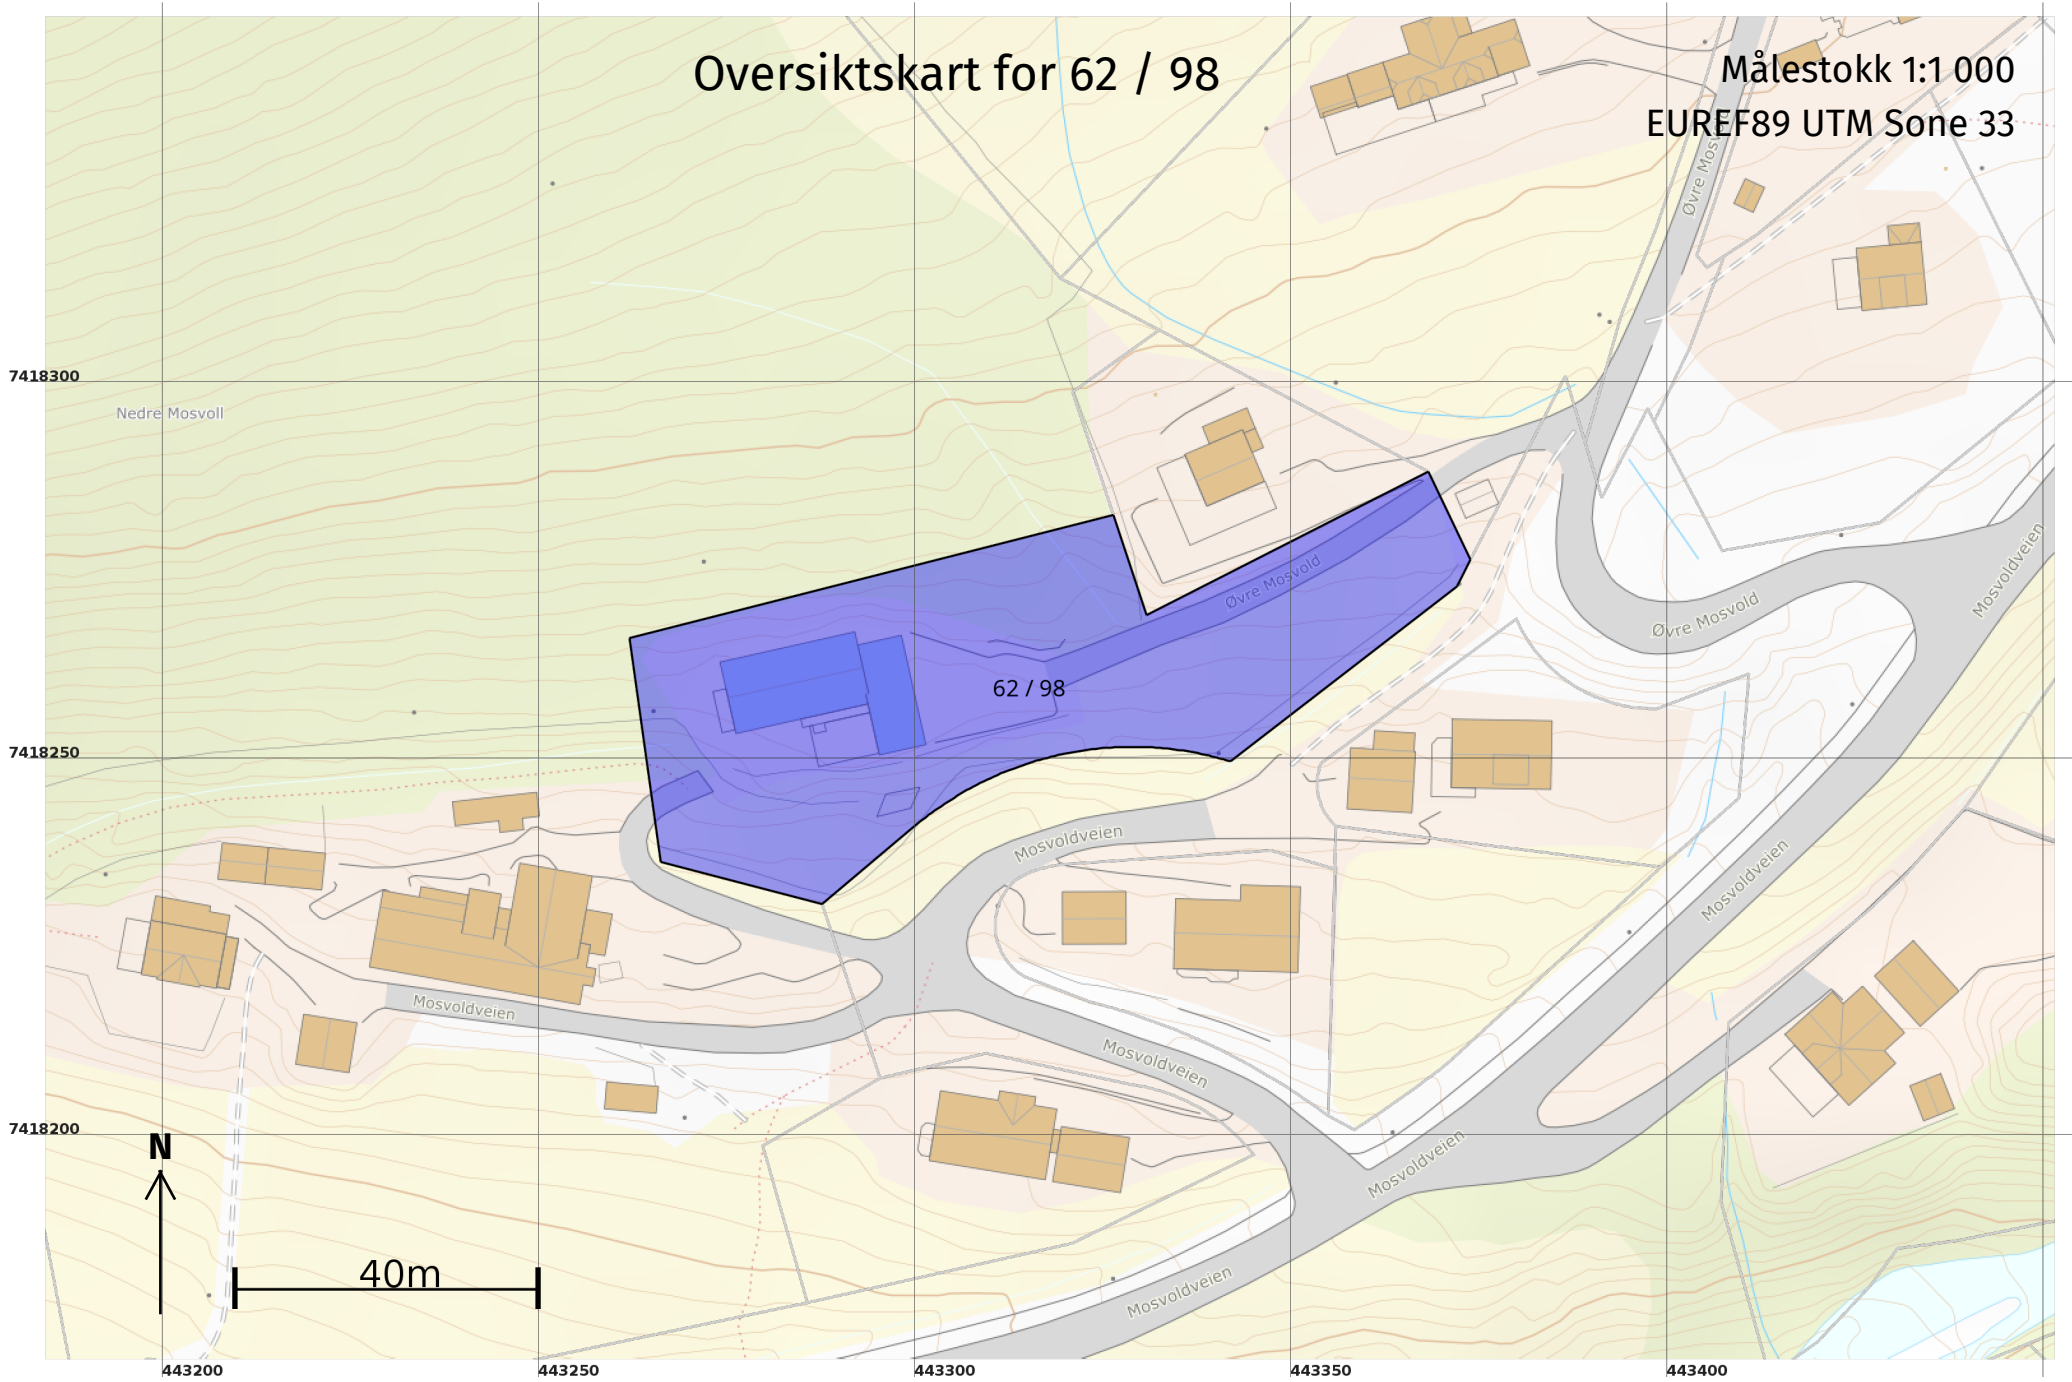 Oversiktskart for 62 / 98
Målestokk 1:1 000
EUREF89 UTM Sone 33
Øvre Mosvold
7418300
Nedre Mosvoll
Mosvoldveien
Øvre Mosvold
Øvre Mosvold
62 / 98
7418250
Mosvoldveien
Mosvoldveien
Mosvoldveien
Mosvoldveien
7418200
N
Mosvoldveien
40m
Mosvoldveien
443200
443250
443300
443350
443400